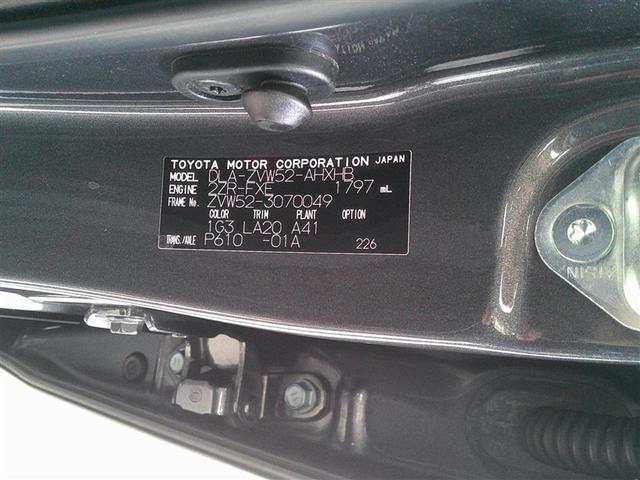 TOYOTA MOTOR CORPORATION JAPAN
MODEL DLA-ZVW52-AHXHB
ENGINE 2ZR-FXE 1797 mL
FRAME No. ZVW52-3070049
COLOR TRIM PLANT OPTION
1G3 LA20 A41
TRANS./AXLE P610 -01A 226
AISIN